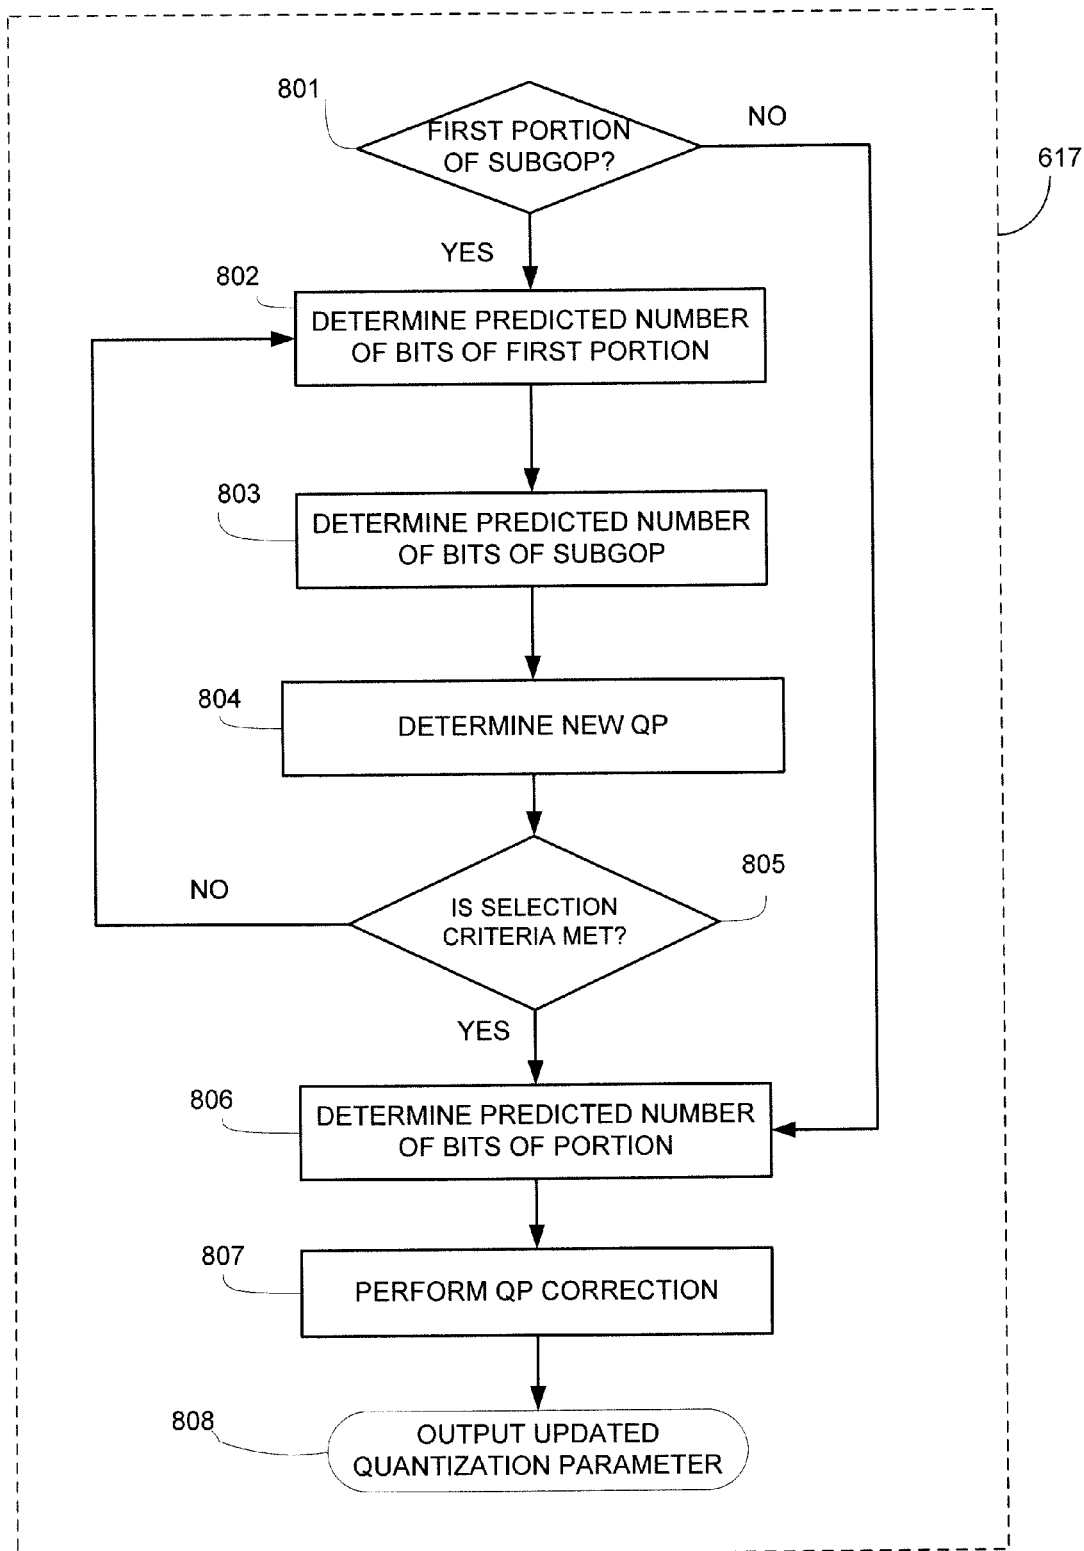 801
FIRST PORTION
OF SUBGOP?
NO
617
YES
802
DETERMINE PREDICTED NUMBER
OF BITS OF FIRST PORTION
803
DETERMINE PREDICTED NUMBER
OF BITS OF SUBGOP
804
DETERMINE NEW QP
805
NO
IS SELECTION
CRITERIA MET?
YES
806
DETERMINE PREDICTED NUMBER
OF BITS OF PORTION
807
PERFORM QP CORRECTION
808
OUTPUT UPDATED
QUANTIZATION PARAMETER